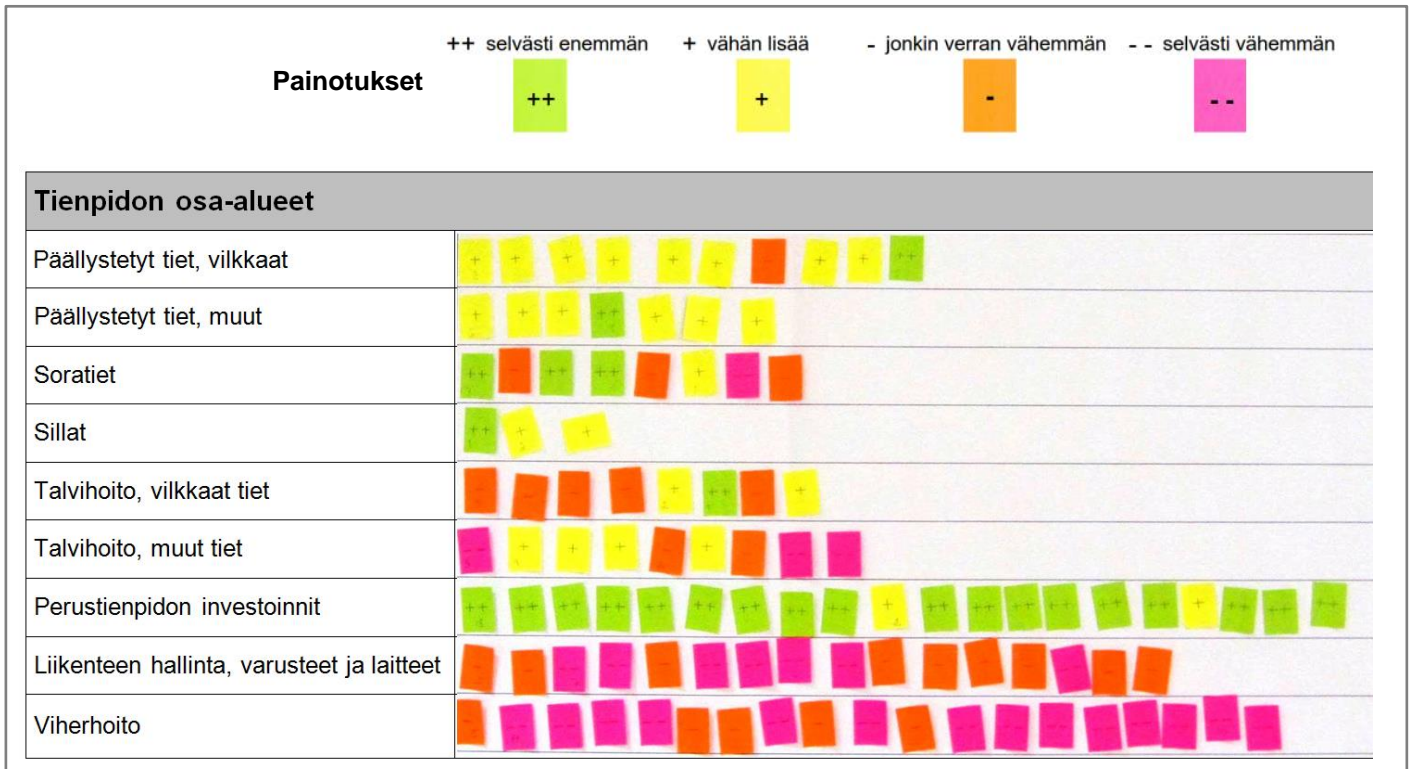 ++ selvästi enemmän + vähän lisää - jonkin verran vähemmän - - selvästi vähemmän
Painotukset
++ + - - -
Tienpidon osa-alueet
Päällystetyt tiet, vilkkaat
+ + + + + + - + + ++
Päällystetyt tiet, muut
+ + + ++ + + +
Soratiet
++ - ++ ++ - + -- -
Sillat
++ + +
Talvihoito, vilkkaat tiet
- - - - + ++ - +
Talvihoito, muut tiet
-- + + + - + - -- --
Perustienpidon investoinnit
++ ++ ++ ++ ++ ++ ++ ++ ++ + ++ ++ ++ ++ ++ ++ + ++ ++ ++
Liikenteen hallinta, varusteet ja laitteet
Viherhoito